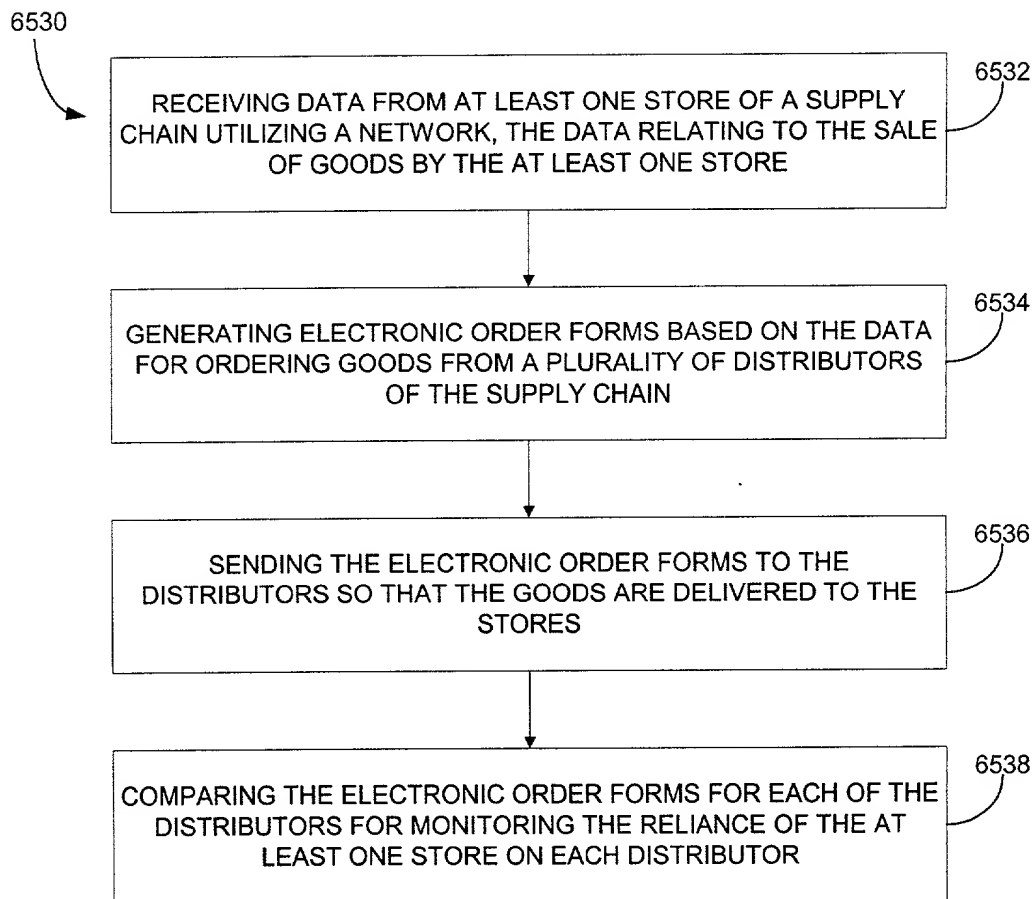 6530
6532
RECEIVING DATA FROM AT LEAST ONE STORE OF A SUPPLY
CHAIN UTILIZING A NETWORK, THE DATA RELATING TO THE SALE
OF GOODS BY THE AT LEAST ONE STORE
6534
GENERATING ELECTRONIC ORDER FORMS BASED ON THE DATA
FOR ORDERING GOODS FROM A PLURALITY OF DISTRIBUTORS
OF THE SUPPLY CHAIN
6536
SENDING THE ELECTRONIC ORDER FORMS TO THE
DISTRIBUTORS SO THAT THE GOODS ARE DELIVERED TO THE
STORES
6538
COMPARING THE ELECTRONIC ORDER FORMS FOR EACH OF THE
DISTRIBUTORS FOR MONITORING THE RELIANCE OF THE AT
LEAST ONE STORE ON EACH DISTRIBUTOR